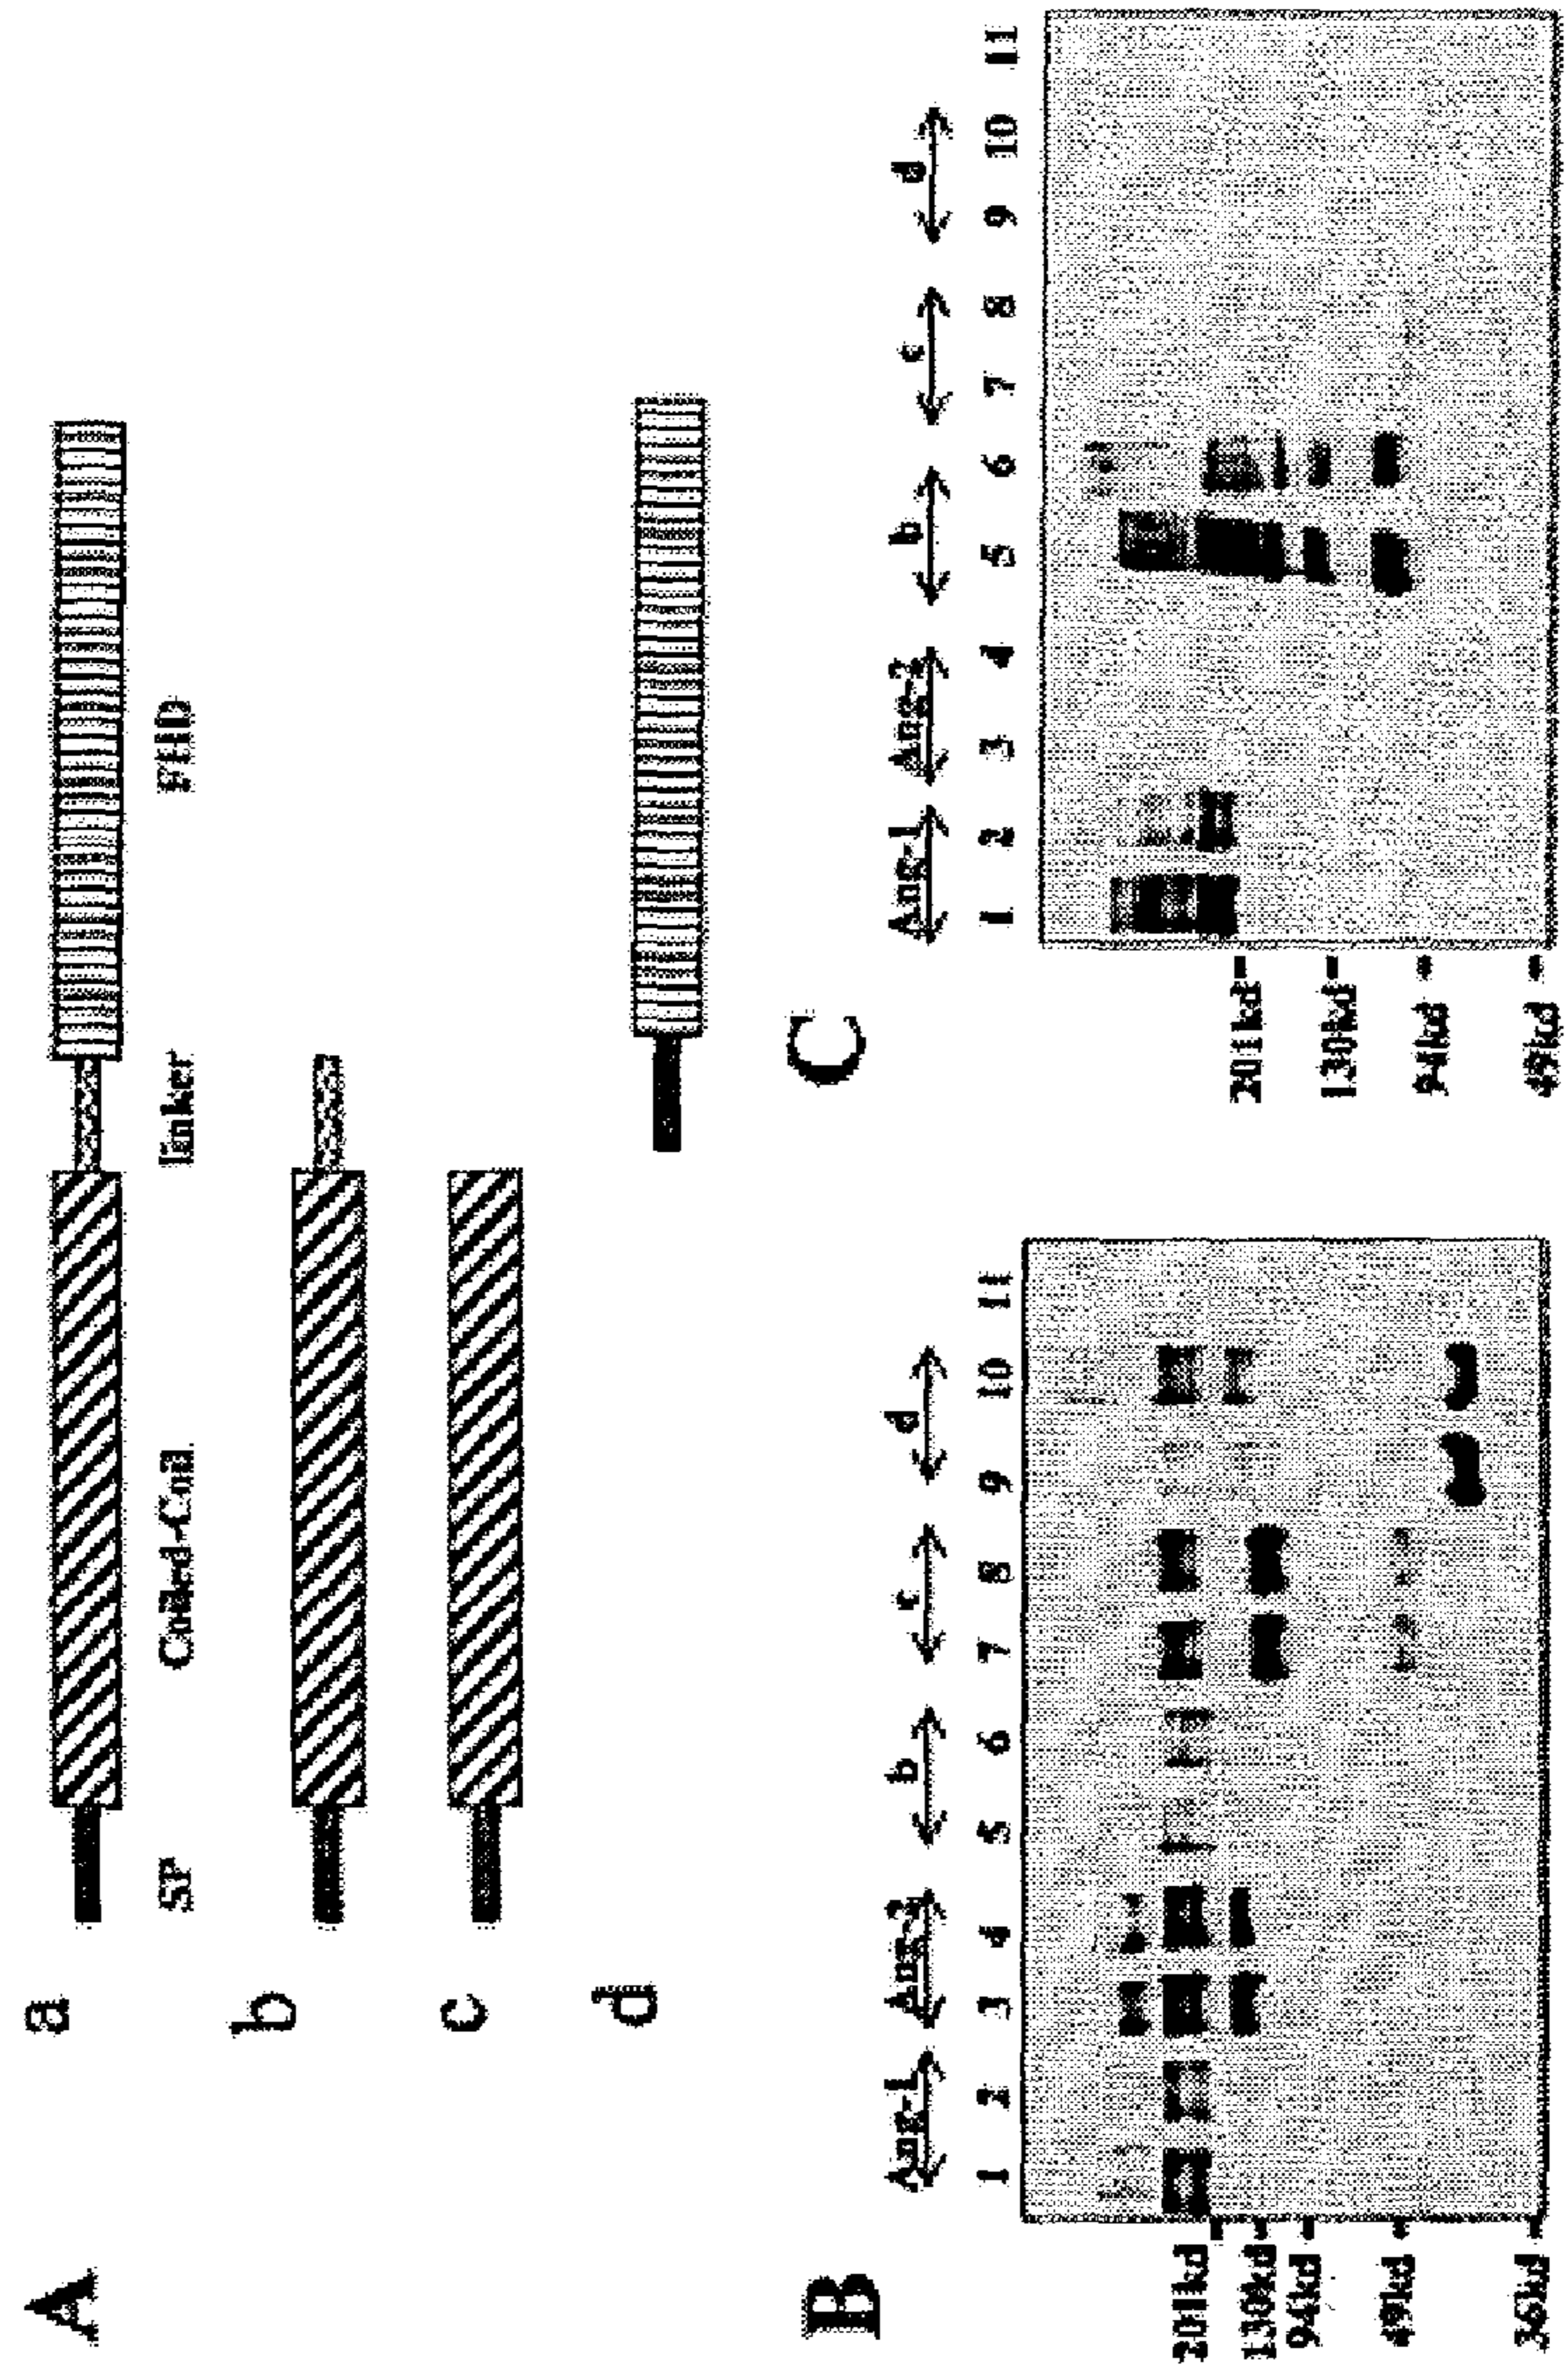 A
a
SP Coiled-Coil linker FHD
b
c
d
B
Ang-1 Ang-2 b c d
1 2 3 4 5 6 7 8 9 10 11
201kd
130kd
94kd
49kd
36kd
C
Ang-1 Ang-2 b c d
1 2 3 4 5 6 7 8 9 10 11
201kd
130kd
94kd
49kd